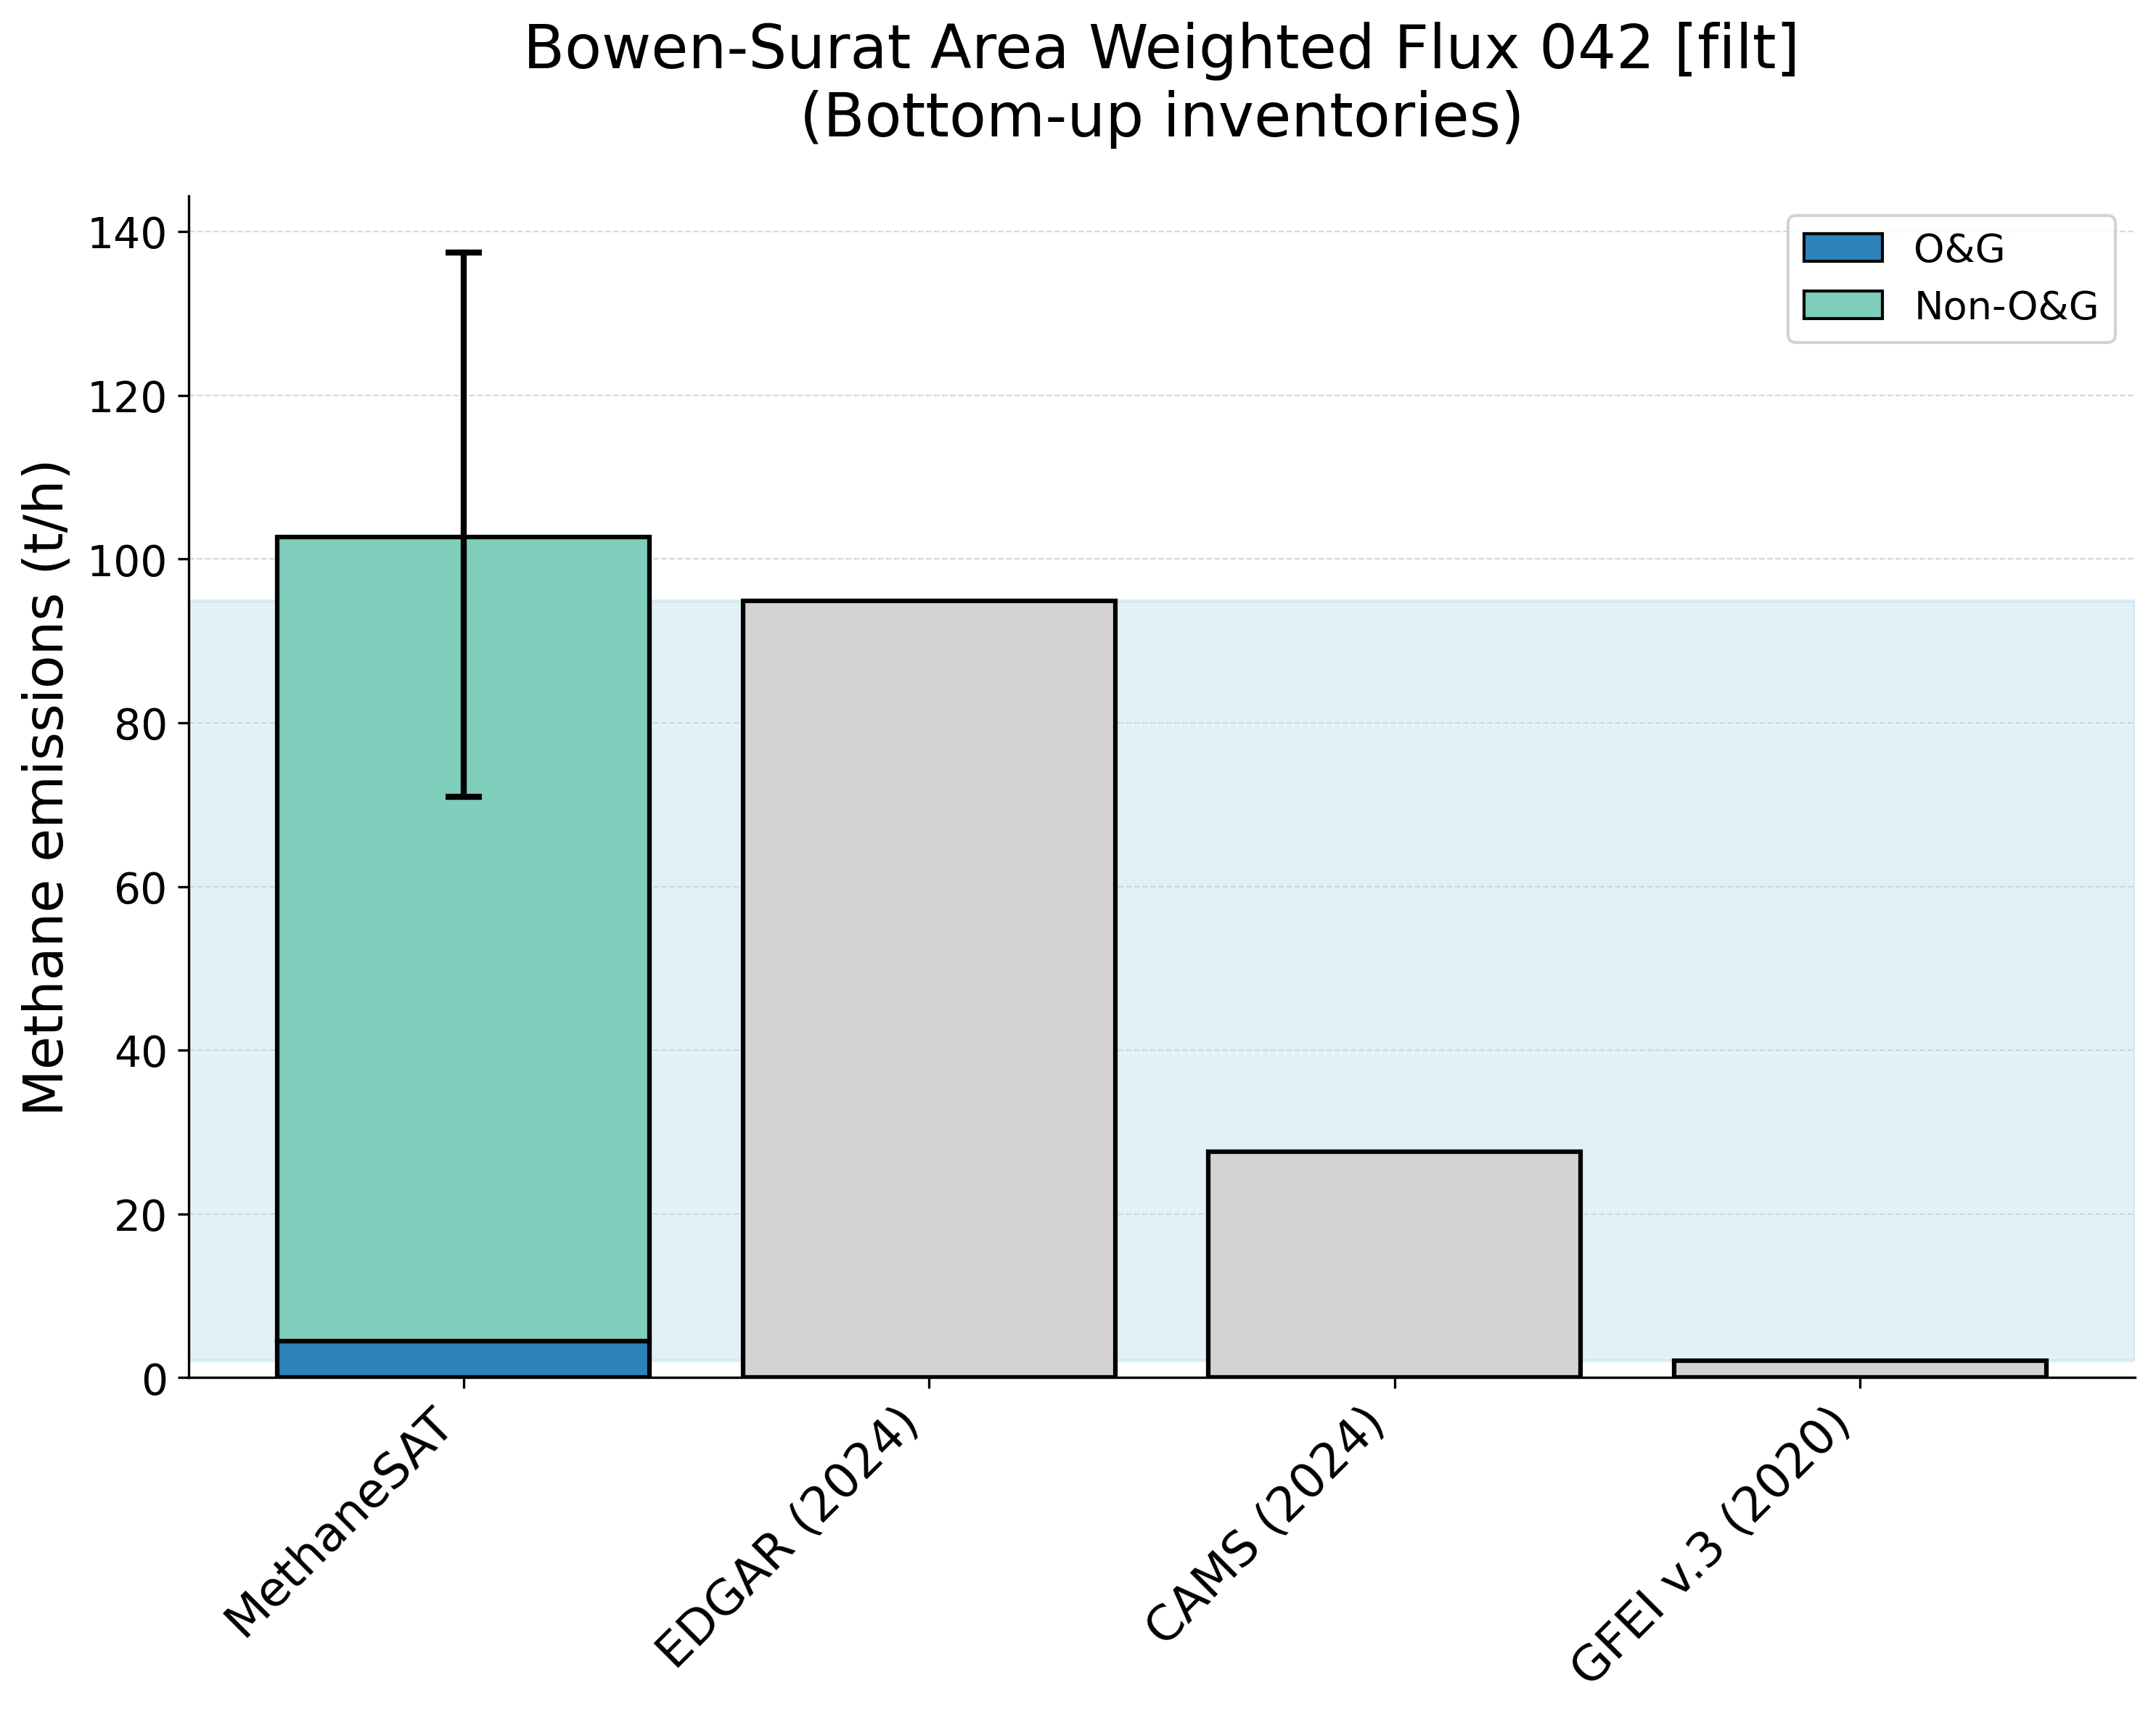 Bowen-Surat Area Weighted Flux 042 [filt]
(Bottom-up inventories)
O&G
Non-O&G
Methane emissions (t/h)
140
120
100
80
60
40
20
0
MethaneSAT
EDGAR (2024)
CAMS (2024)
GFEI v.3 (2020)